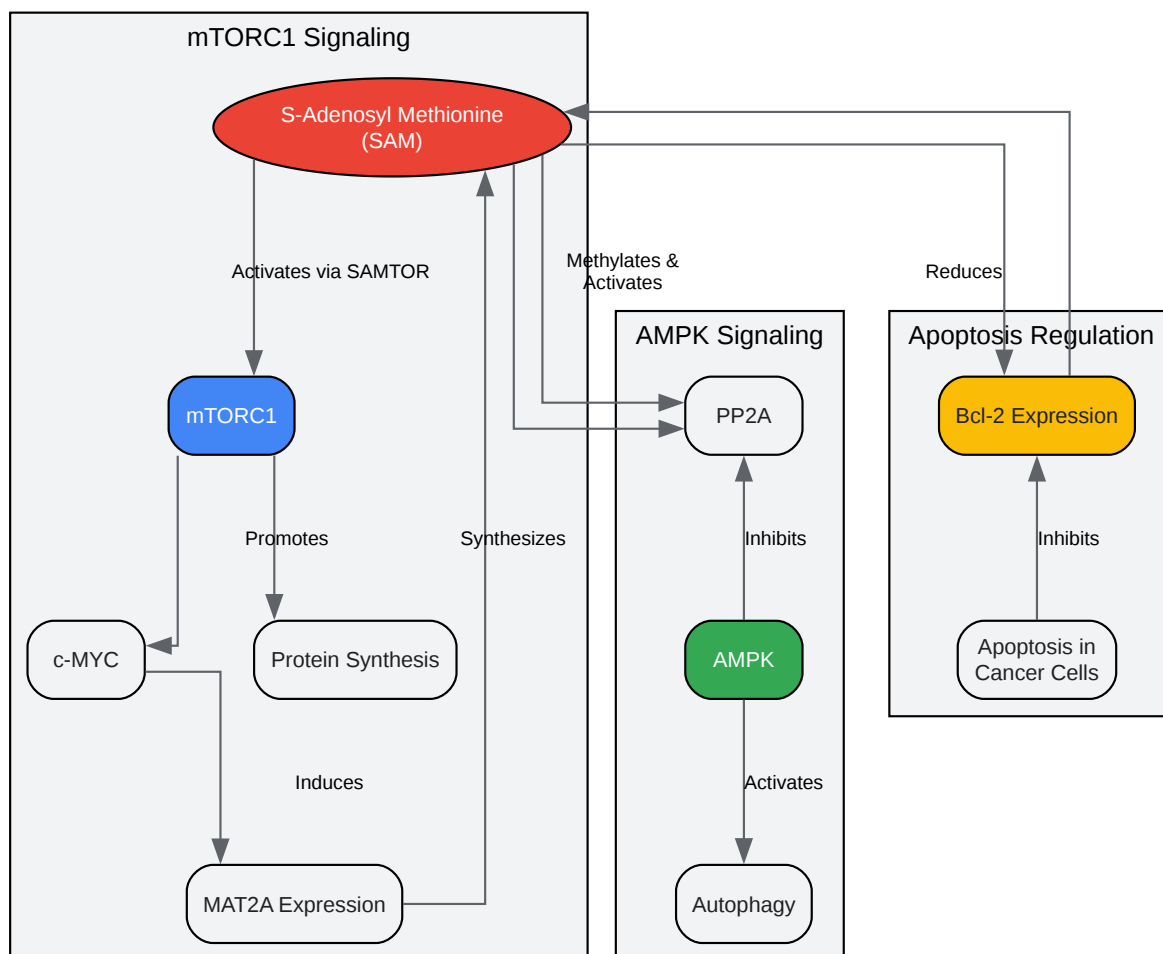 mTORC1 Signaling
S-Adenosyl Methionine
(SAM)
Activates via SAMTOR
Methylates &
Activates
Reduces
AMPK Signaling
Apoptosis Regulation
mTORC1
PP2A
Bcl-2 Expression
Promotes
Synthesizes
Inhibits
Inhibits
c-MYC
Protein Synthesis
AMPK
Apoptosis in
Cancer Cells
Induces
Activates
MAT2A Expression
Autophagy